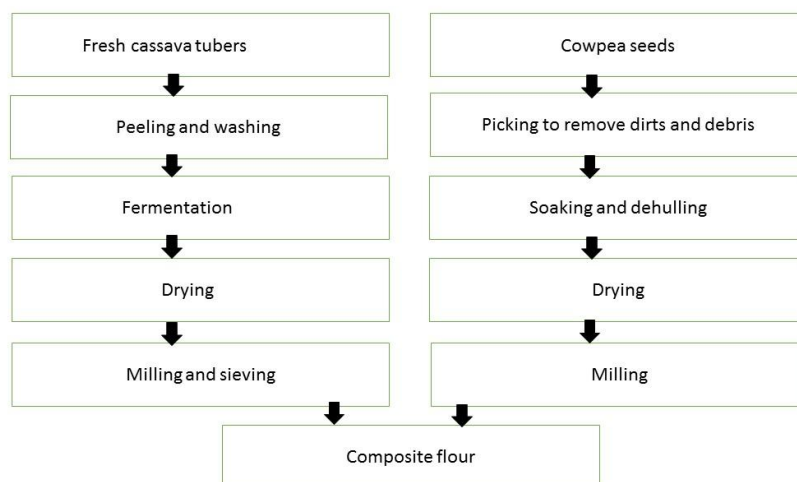 Fresh cassava tubers
Peeling and washing
Fermentation
Drying
Milling and sieving
Cowpea seeds
Picking to remove dirts and debris
Soaking and dehulling
Drying
Milling
Composite flour